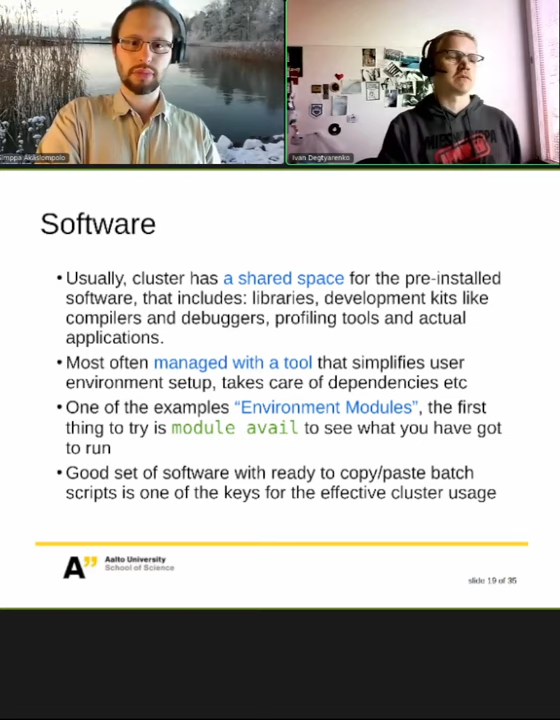 Simppa Äkäslompolo
Ivan Degtyarenko
Software
•Usually, cluster has a shared space for the pre-installed
software, that includes: libraries, development kits like
compilers and debuggers, profiling tools and actual
applications.
•Most often managed with a tool that simplifies user
environment setup, takes care of dependencies etc
•One of the examples “Environment Modules”, the first
thing to try is module avail to see what you have got
to run
•Good set of software with ready to copy/paste batch
scripts is one of the keys for the effective cluster usage
A” Aalto University
School of Science
slide 19 of 35